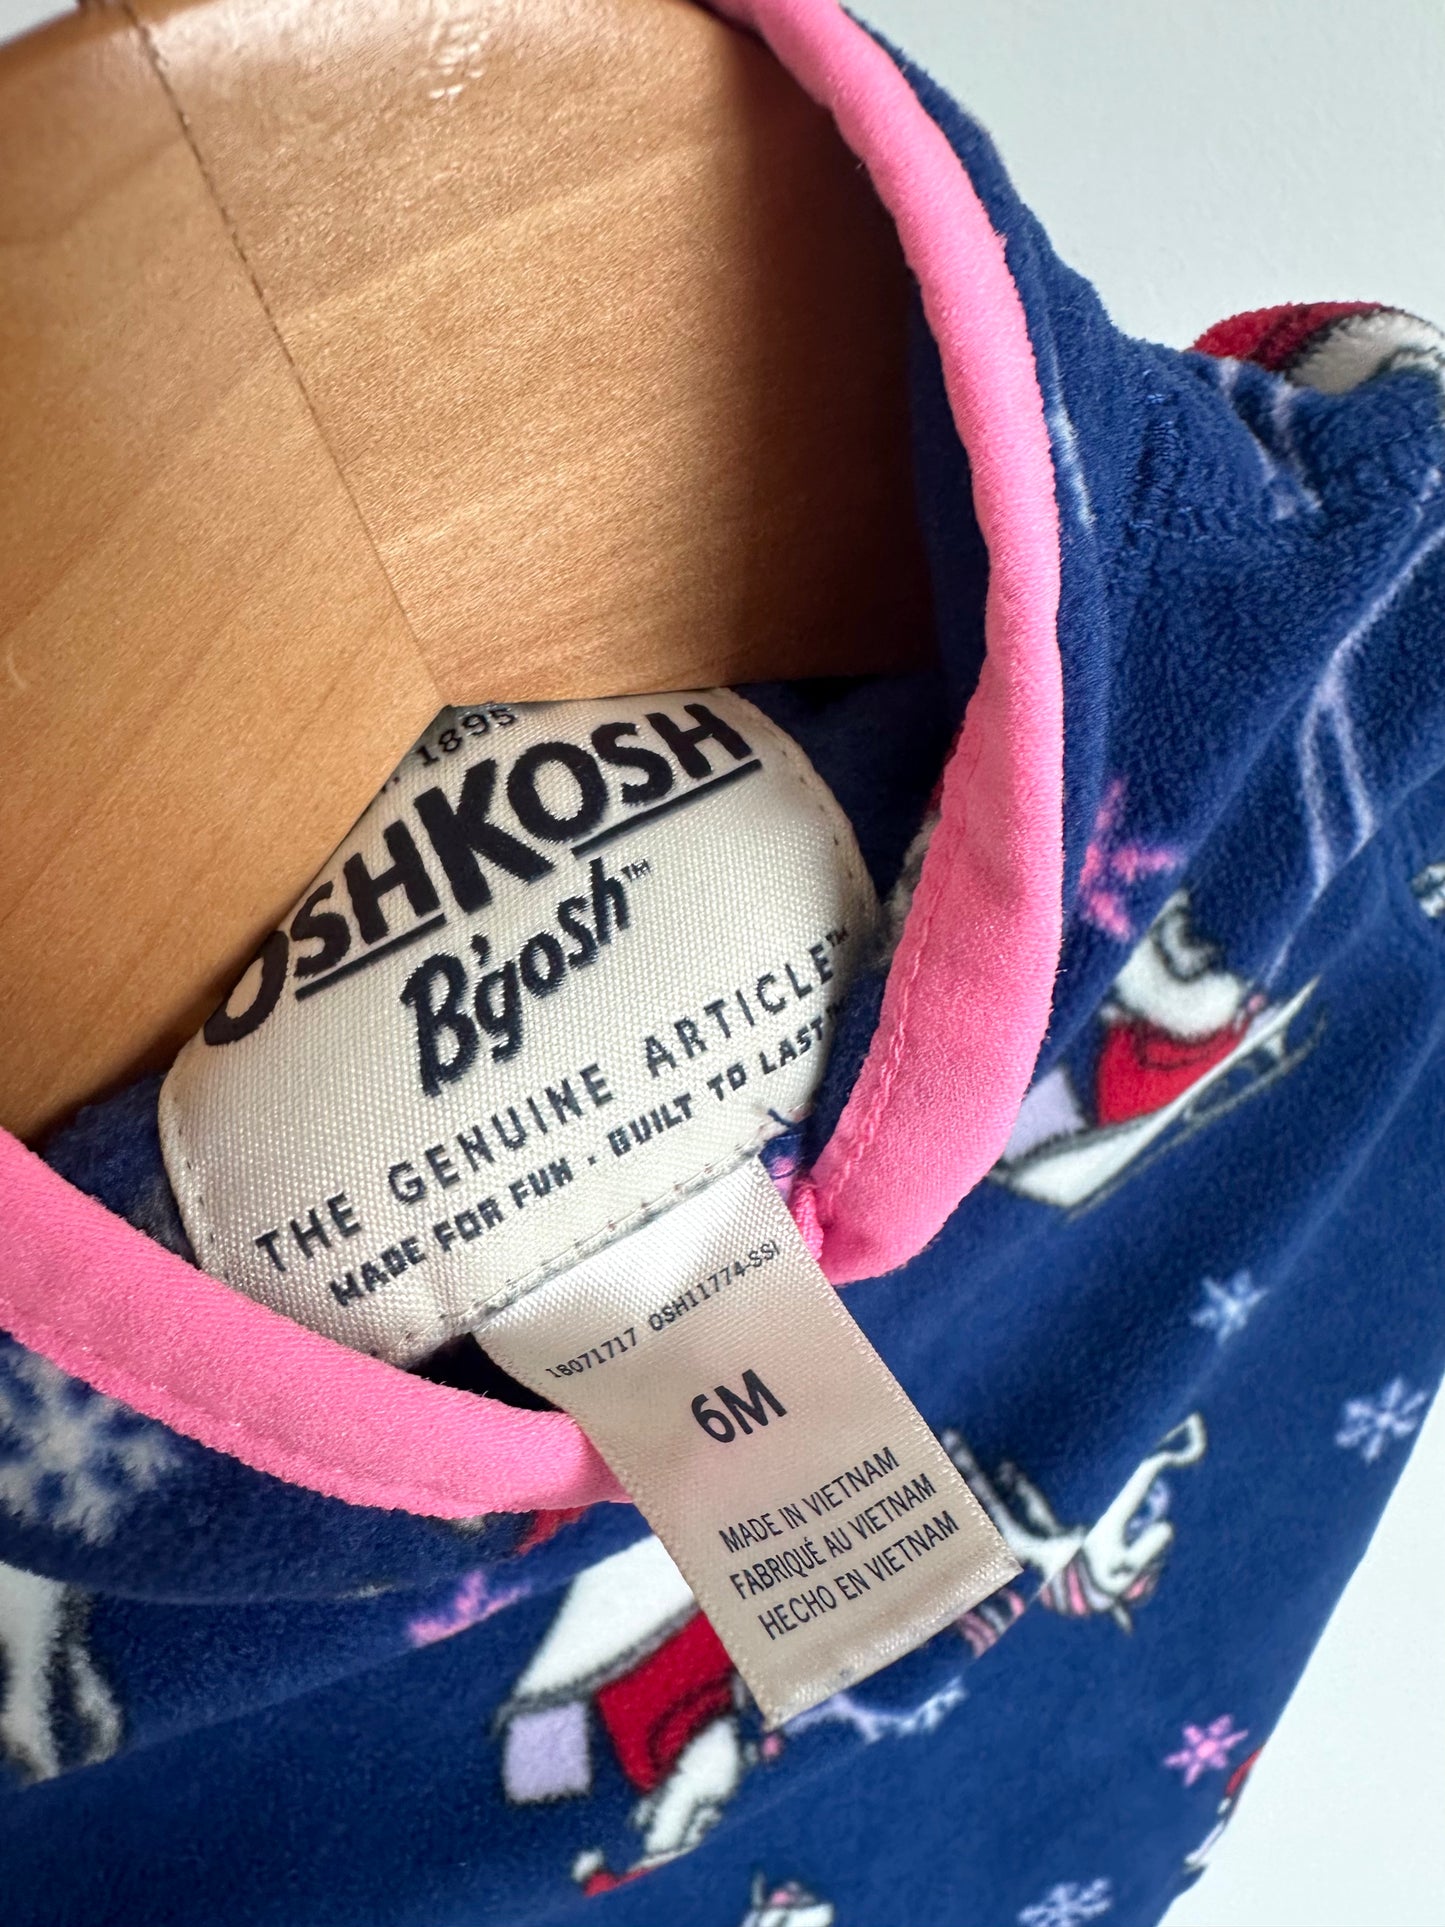 1895
OSHKOSH
B'gosh™
THE GENUINE ARTICLE™
MADE FOR FUN · BUILT TO LAST™
18071717 OSH11774-SSI
6M
MADE IN VIETNAM
FABRIQUÉ AU VIETNAM
HECHO EN VIETNAM